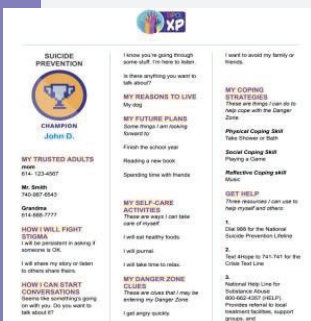 XP
SUICIDE
PREVENTION
CHAMPION
John D.
MY TRUSTED ADULTS
mom
614- 123-4567
Mr. Smith
740-987-6543
Grandma
614-888-7777
HOW I WILL FIGHT
STIGMA
I will be persistent in asking if
someone is OK.
I will share my story or listen
to others share theirs.
HOW I CAN START
CONVERSATIONS
Seems like something's going
on with you. Do you want to
talk about it?
I know you're going through
some stuff. I'm here to listen.
Is there anything you want to
talk about?
MY REASONS TO LIVE
My dog
MY FUTURE PLANS
Some things I am looking
forward to:
Finish the school year
Reading a new book
Spending time with friends
MY SELF-CARE
ACTIVITIES
These are ways I can take
care of myself:
I will eat healthy foods.
I will journal.
I will take time to relax.
MY DANGER ZONE
CLUES
These are clues that I may be
entering my Danger Zone.
I get angry quickly.
I want to avoid my family or
friends.
MY COPING
STRATEGIES
These are things I can do to
help cope with the Danger
Zone.
Physical Coping Skill
Take Shower or Bath
Social Coping Skill
Playing a Game
Reflective Coping skill
Music
GET HELP
Three resources I can use to
help myself and others:
1.
Dial 988 for the National
Suicide Prevention Lifeline
2.
Text 4Hope to 741-741 for the
Crisis Text Line
3.
National Help Line for
Substance Abuse
800-662-4357 (HELP).
Provides referral to local
treatment facilities, support
groups, and